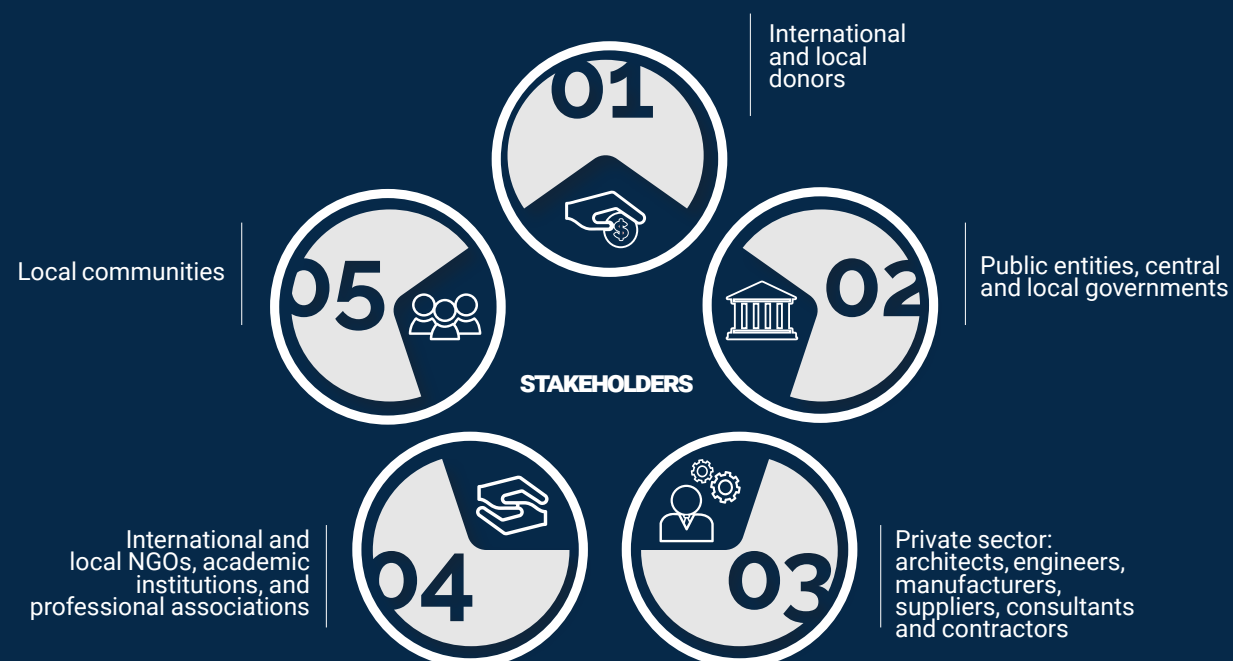 01
International
and local
donors
02
Public entities, central
and local governments
03
Private sector:
architects, engineers,
manufacturers,
suppliers, consultants
and contractors
04
International and
local NGOs, academic
institutions, and
professional associations
05
Local communities
STAKEHOLDERS
$